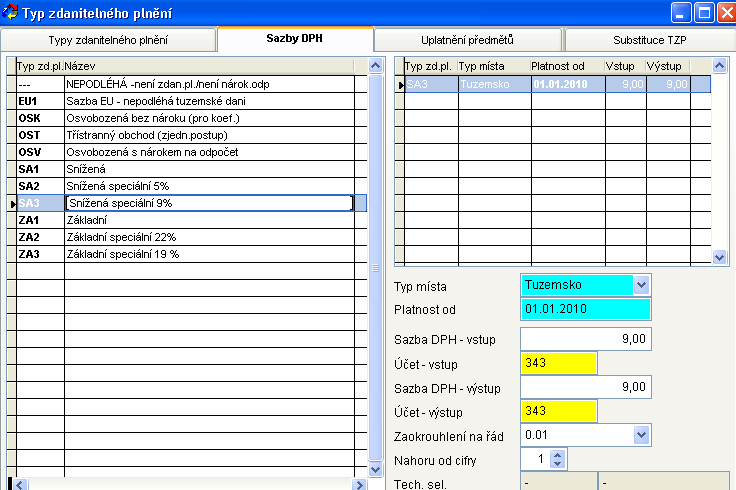 Typ zdanitelného plnění
Typy zdanitelného plnění
Sazby DPH
Uplatnění předmětů
Substituce TZP
Typ zd.pl. Název
--- NEPODLÉHÁ -není zdan.pl./není nárok.odp
EU1 Sazba EU - nepodléhá tuzemské dani
OSK Osvobozená bez nároku (pro koef.)
OST Třístranný obchod (zjedn.postup)
OSV Osvobozená s nárokem na odpočet
SA1 Snížená
SA2 Snížená speciální 5%
SA3 Snížená speciální 9%
ZA1 Základní
ZA2 Základní speciální 22%
ZA3 Základní speciální 19 %
Typ zd.pl. Typ místa Platnost od Vstup Výstup
SA3 Tuzemsko 01.01.2010 9,00 9,00
Typ místa Tuzemsko
Platnost od 01.01.2010
Sazba DPH - vstup 9,00
Účet - vstup 343
Sazba DPH - výstup 9,00
Účet - výstup 343
Zaokrouhlení na řád 0.01
Nahoru od cifry 1
Tech. sel. - -